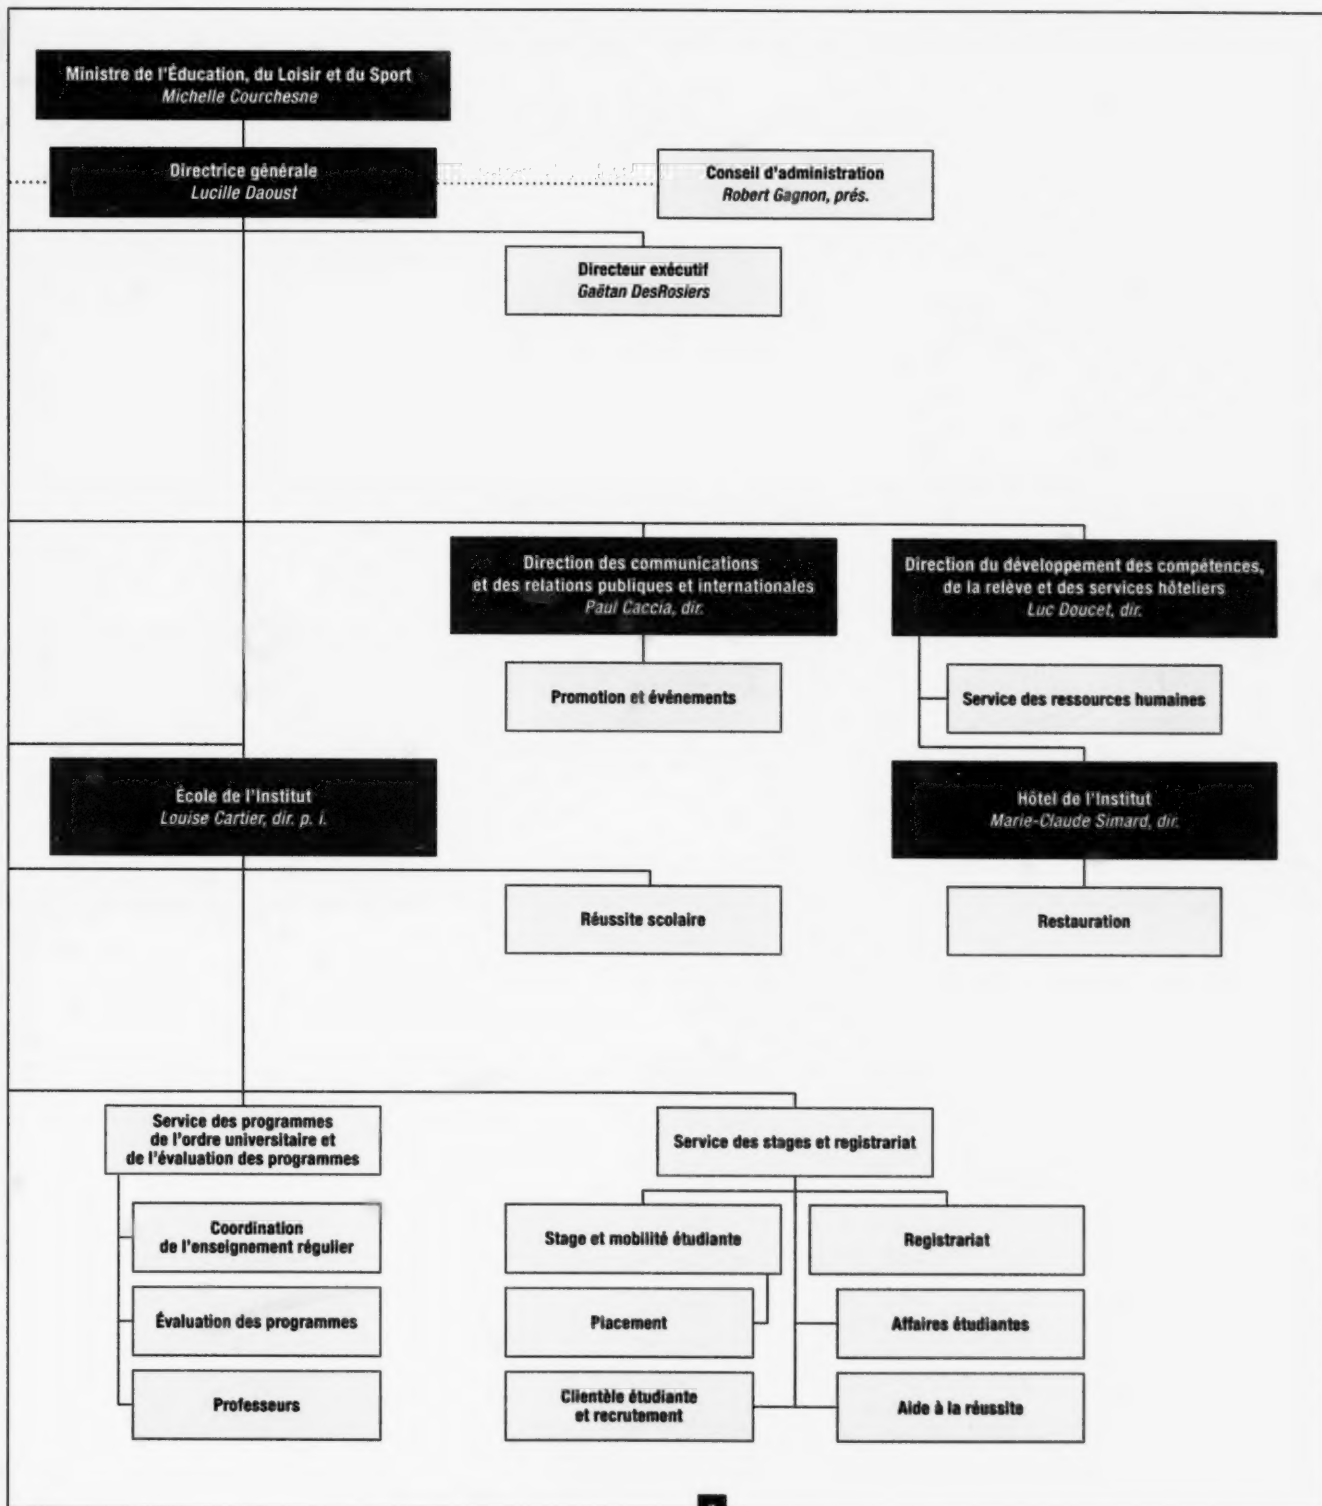 Ministre de l'Éducation, du Loisir et du Sport
Michelle Courchesne
Directrice générale
Lucille Daoust
Conseil d'administration
Robert Gagnon, prés.
Directeur exécutif
Gaëtan DesRosiers
Direction des communications
et des relations publiques et internationales
Paul Caccia, dir.
Direction du développement des compétences,
de la relève et des services hôteliers
Luc Doucet, dir.
Promotion et événements
Service des ressources humaines
École de l'Institut
Louise Cartier, dir. p. i.
Hôtel de l'Institut
Marie-Claude Simard, dir.
Réussite scolaire
Restauration
Service des programmes
de l'ordre universitaire et
de l'évaluation des programmes
Service des stages et registrariat
Coordination
de l'enseignement régulier
Stage et mobilité étudiante
Registrariat
Évaluation des programmes
Placement
Affaires étudiantes
Professeurs
Clientèle étudiante
et recrutement
Aide à la réussite